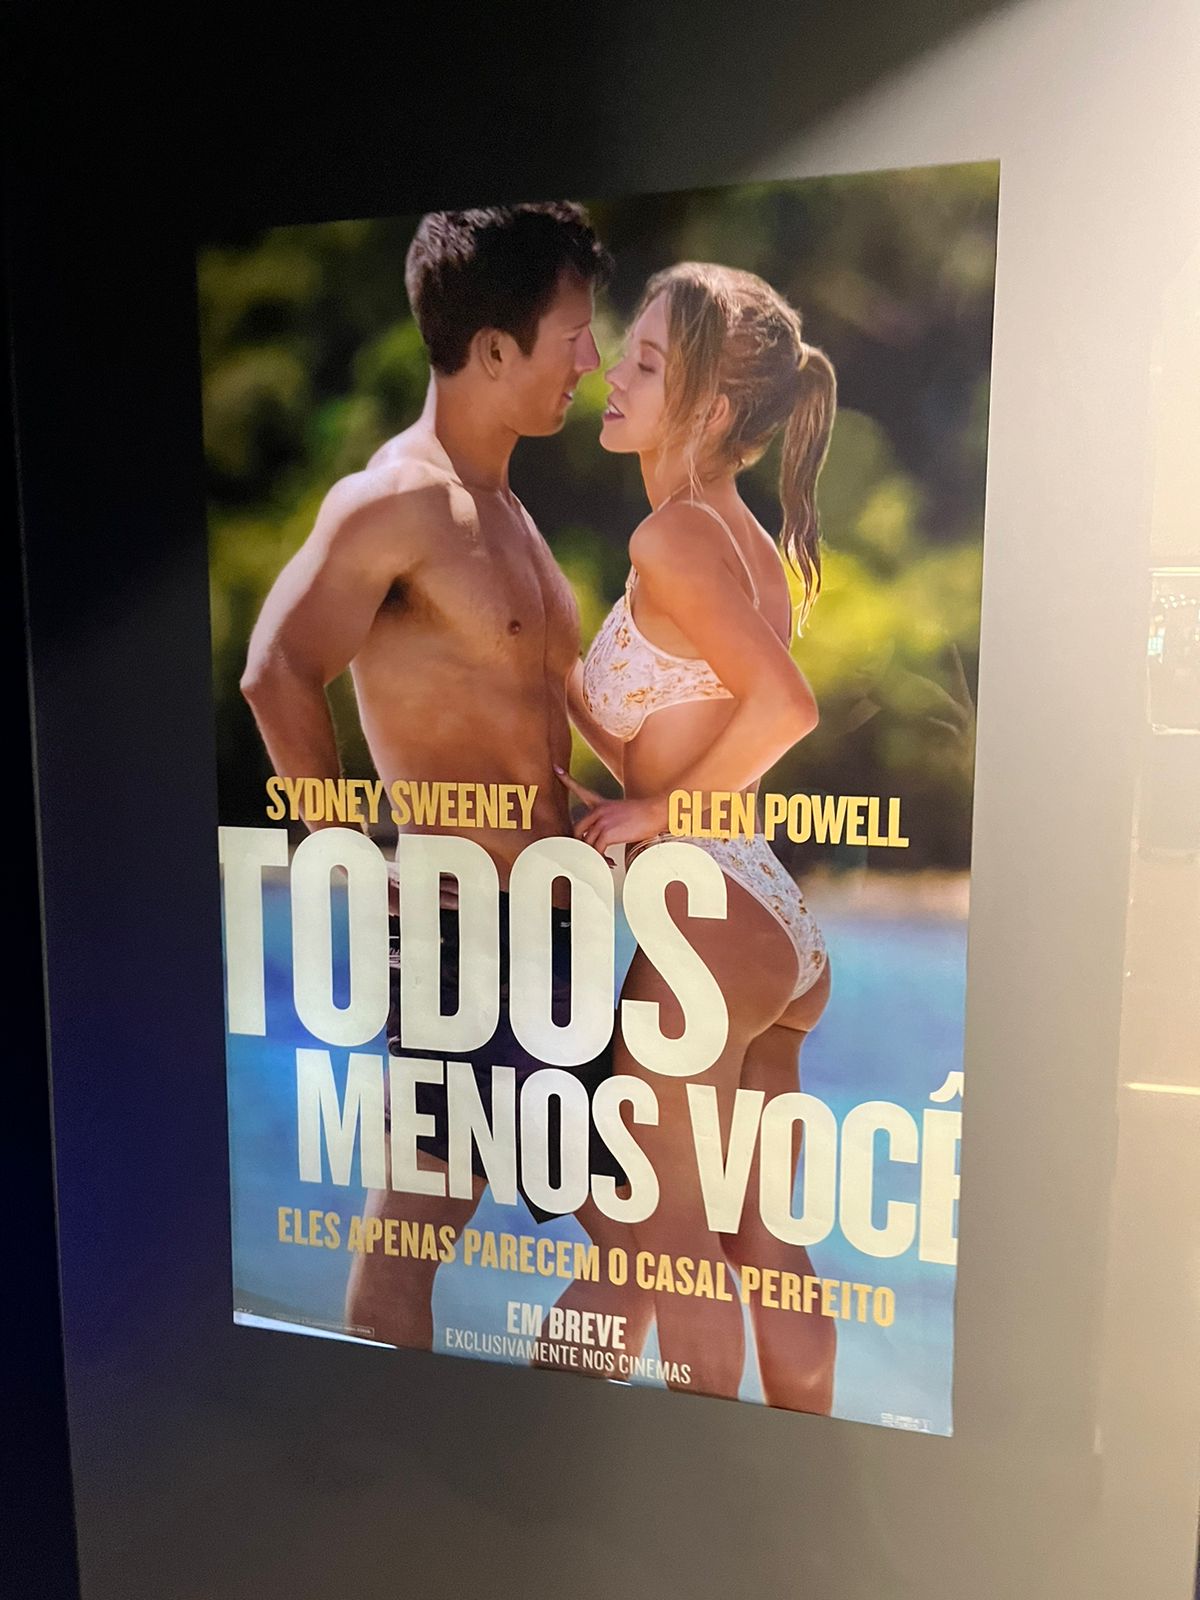 SYDNEY SWEENEY GLEN POWELL
TODOS
MENOS VOCÊ
ELES APENAS PARECEM O CASAL PERFEITO
EM BREVE
EXCLUSIVAMENTE NOS CINEMAS